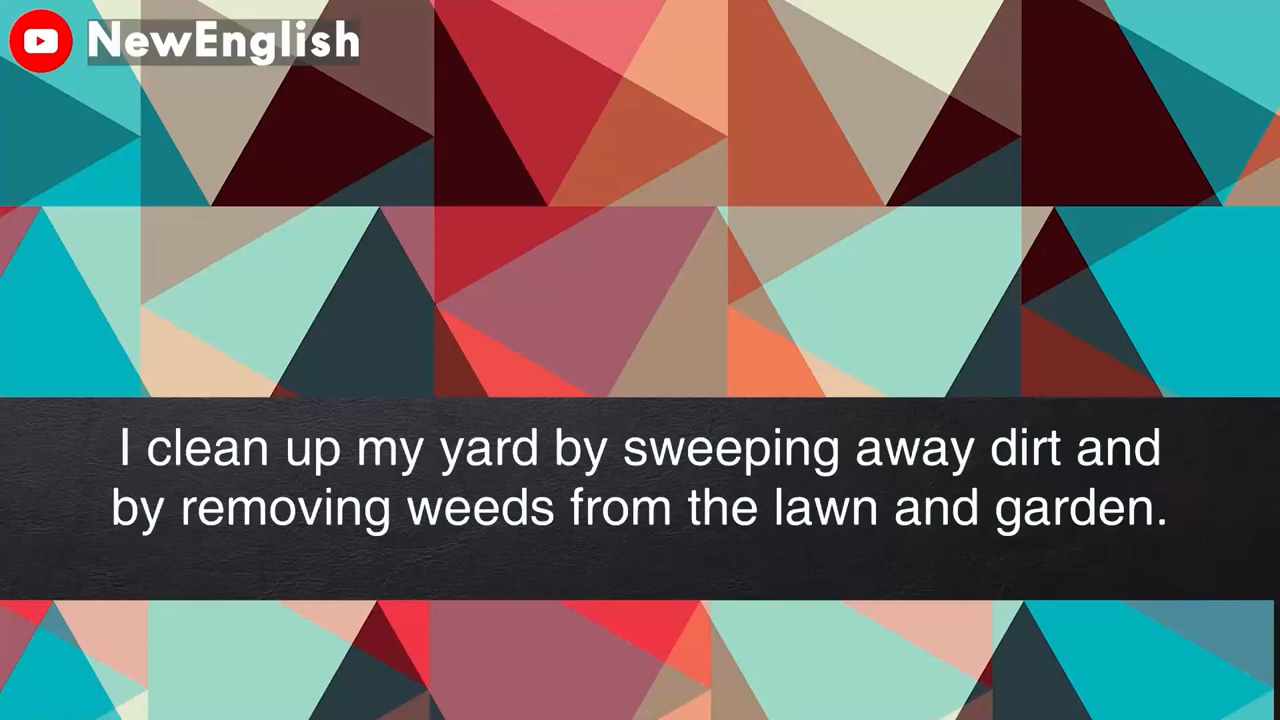 NewEnglish
I clean up my yard by sweeping away dirt and
by removing weeds from the lawn and garden.